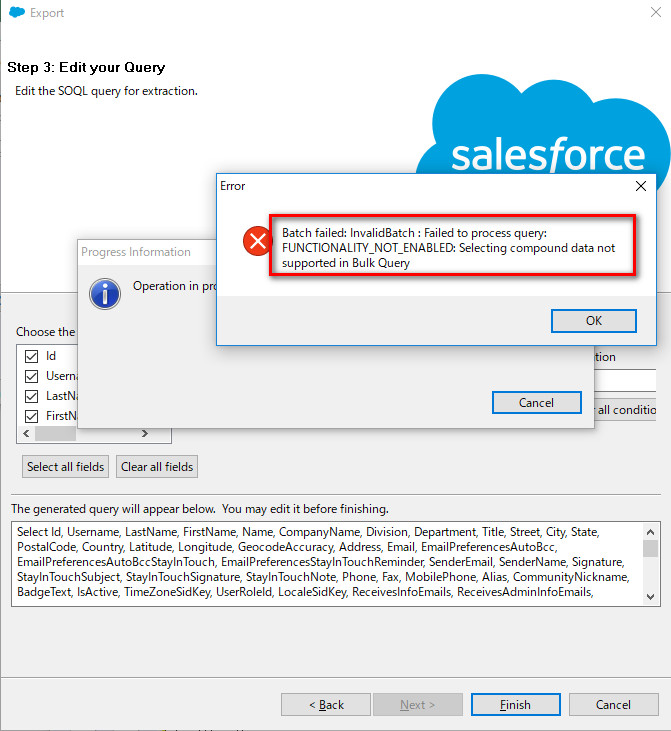 Export
Step 3: Edit your Query
Edit the SOQL query for extraction.
salesforce
Error
Batch failed: InvalidBatch : Failed to process query:
FUNCTIONALITY_NOT_ENABLED: Selecting compound data not
supported in Bulk Query
OK
Progress Information
Operation in
Cancel
Choose the
Id
LastN
FirstN
all
Select all fields
Clear all fields
The generated query will appear below. You may edit it before finishing.
Select Id, Username, LastName, FirstName, Name, CompanyName, Division, Department, Title, Street, City, State,
PostalCode, Country, Latitude, Longitude, GeocodeAccuracy, Address, Email, EmailPreferencesAutoBcc,
EmailPreferencesAutoBccStayInTouch, EmailPreferencesStayInTouchReminder, SenderEmail, SenderName, Signature,
StayInTouchSubject, StayInTouchSignature, StayInTouchNote, Phone, Fax, MobilePhone, Alias, CommunityNickname,
BadgeText, IsActive, TimeZoneSidKey, UserRoleId, LocaleSidKey, ReceivesInfoEmails, ReceivesAdminInfoEmails,
< Back
Next >
Finish
Cancel